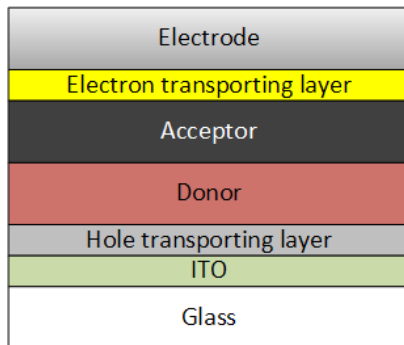 Electrode
Electron transporting layer
Acceptor
Donor
Hole transporting layer
ITO
Glass